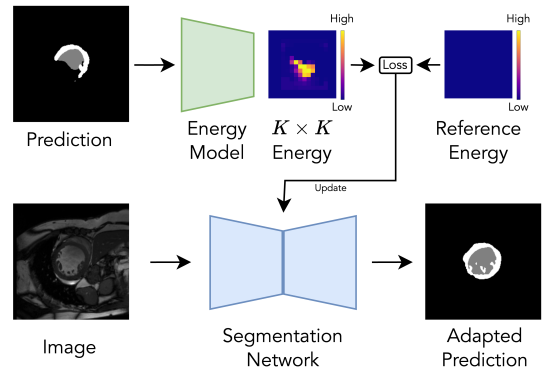 High
High
Loss
Low
Low
Prediction
Energy
Model
K × K
Energy
Reference
Energy
Update
Image
Segmentation
Network
Adapted
Prediction